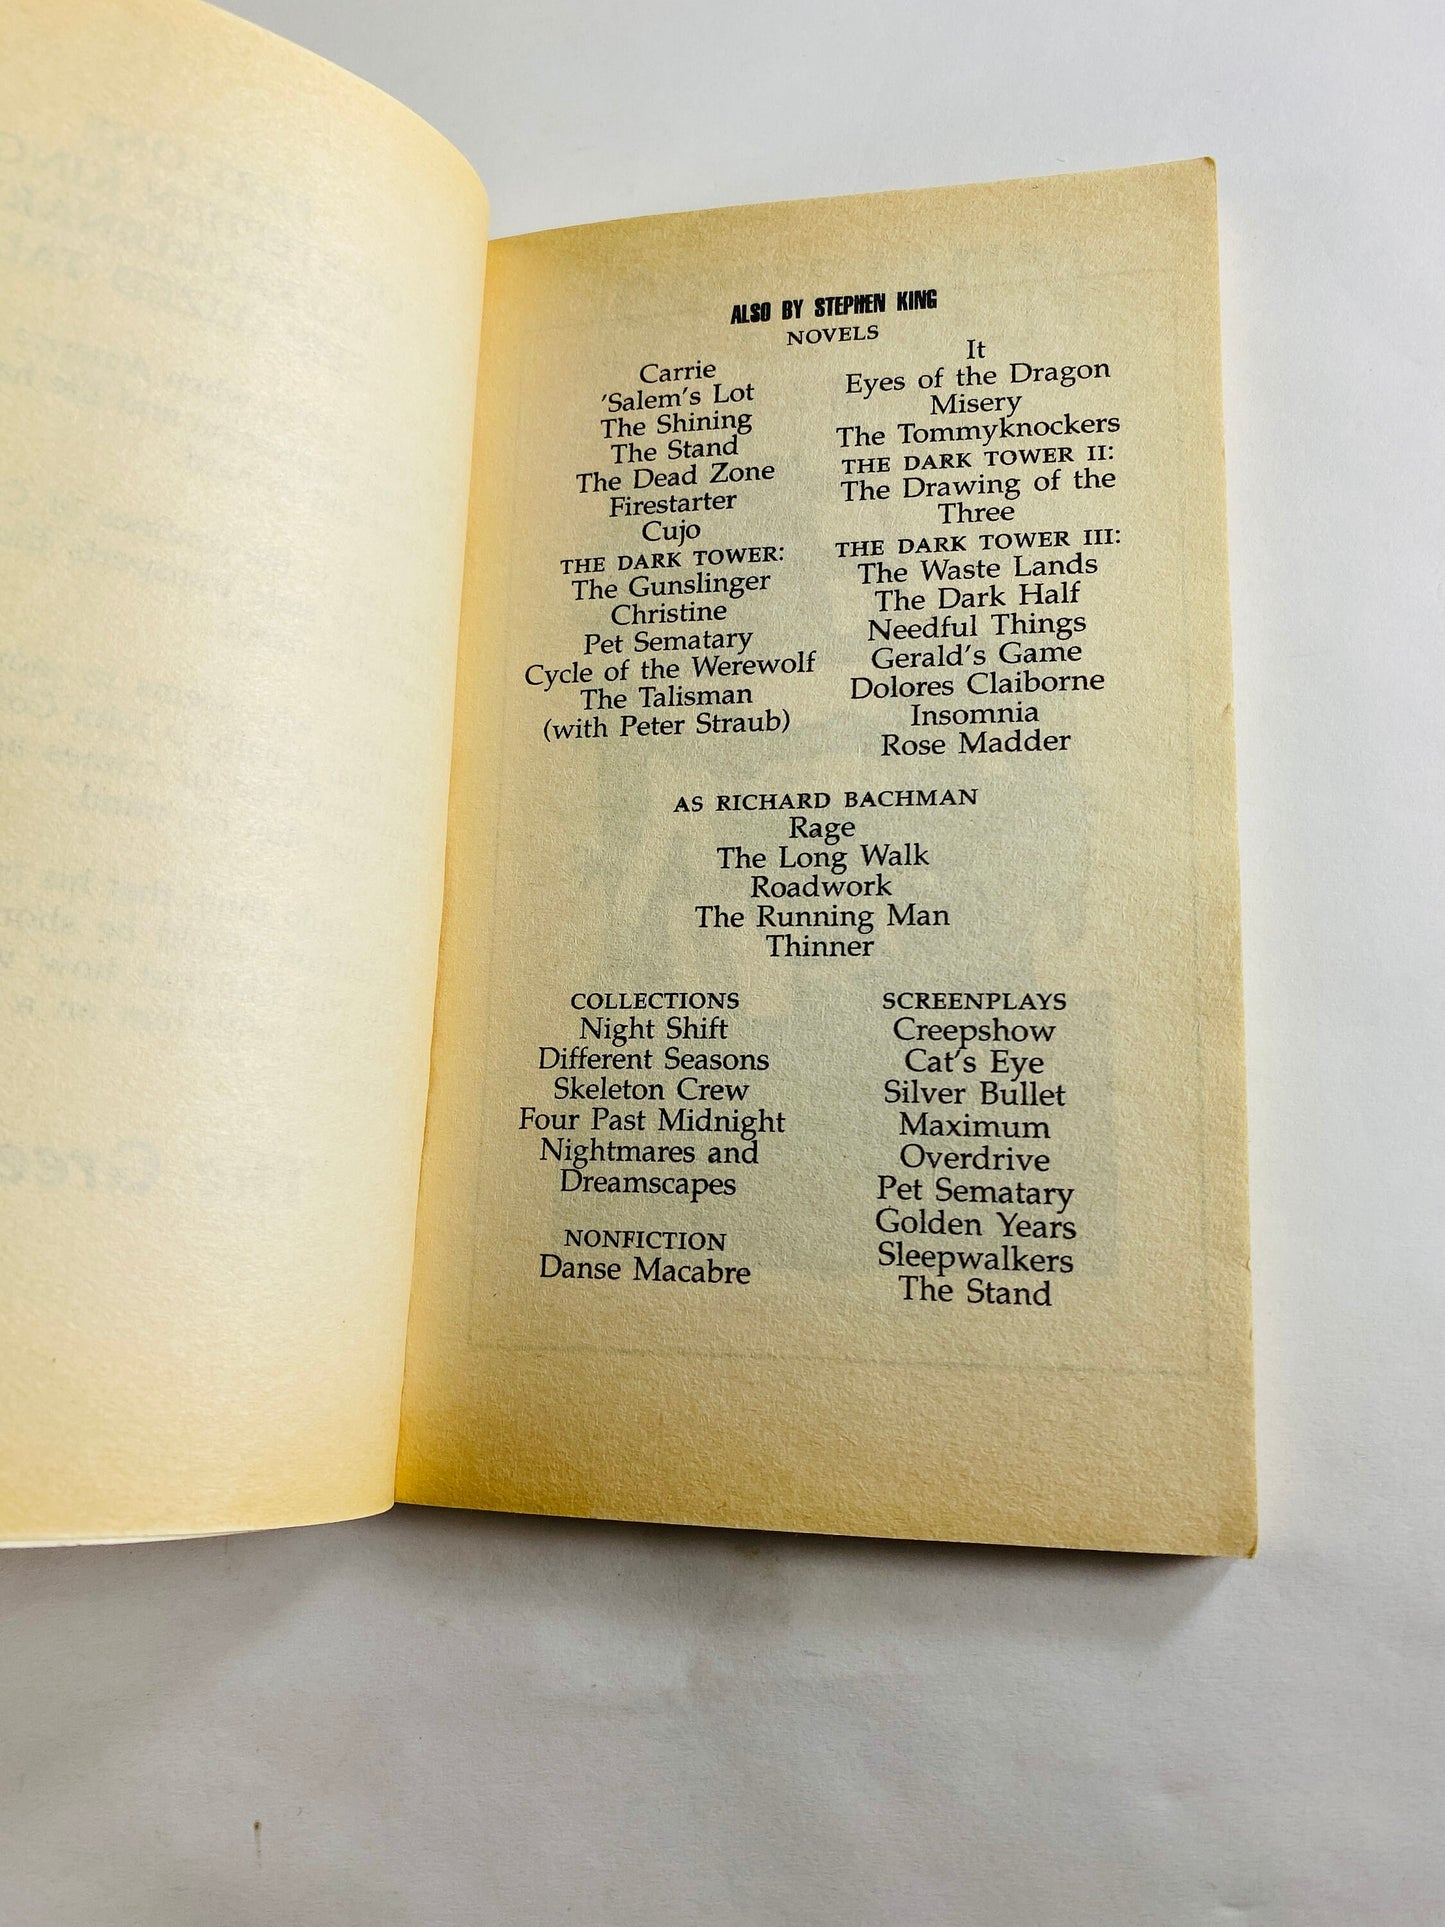 ALSO BY STEPHEN KING
NOVELS
Carrie
'Salem's Lot
The Shining
The Stand
The Dead Zone
Firestarter
Cujo
THE DARK TOWER:
The Gunslinger
Christine
Pet Sematary
Cycle of the Werewolf
The Talisman
(with Peter Straub)
It
Eyes of the Dragon
Misery
The Tommyknockers
THE DARK TOWER II:
The Drawing of the
Three
THE DARK TOWER III:
The Waste Lands
The Dark Half
Needful Things
Gerald's Game
Dolores Claiborne
Insomnia
Rose Madder
AS RICHARD BACHMAN
Rage
The Long Walk
Roadwork
The Running Man
Thinner
COLLECTIONS
Night Shift
Different Seasons
Skeleton Crew
Four Past Midnight
Nightmares and
Dreamscapes
NONFICTION
Danse Macabre
SCREENPLAYS
Creepshow
Cat's Eye
Silver Bullet
Maximum
Overdrive
Pet Sematary
Golden Years
Sleepwalkers
The Stand